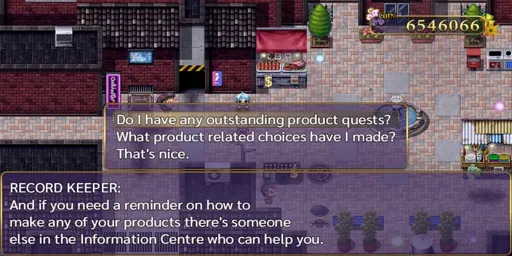 COIN
6546066
Do I have any outstanding product quests?
What product related choices have I made?
That's nice.
RECORD KEEPER:
And if you need a reminder on how to
make any of your products there's someone
else in the Information Centre who can help you.